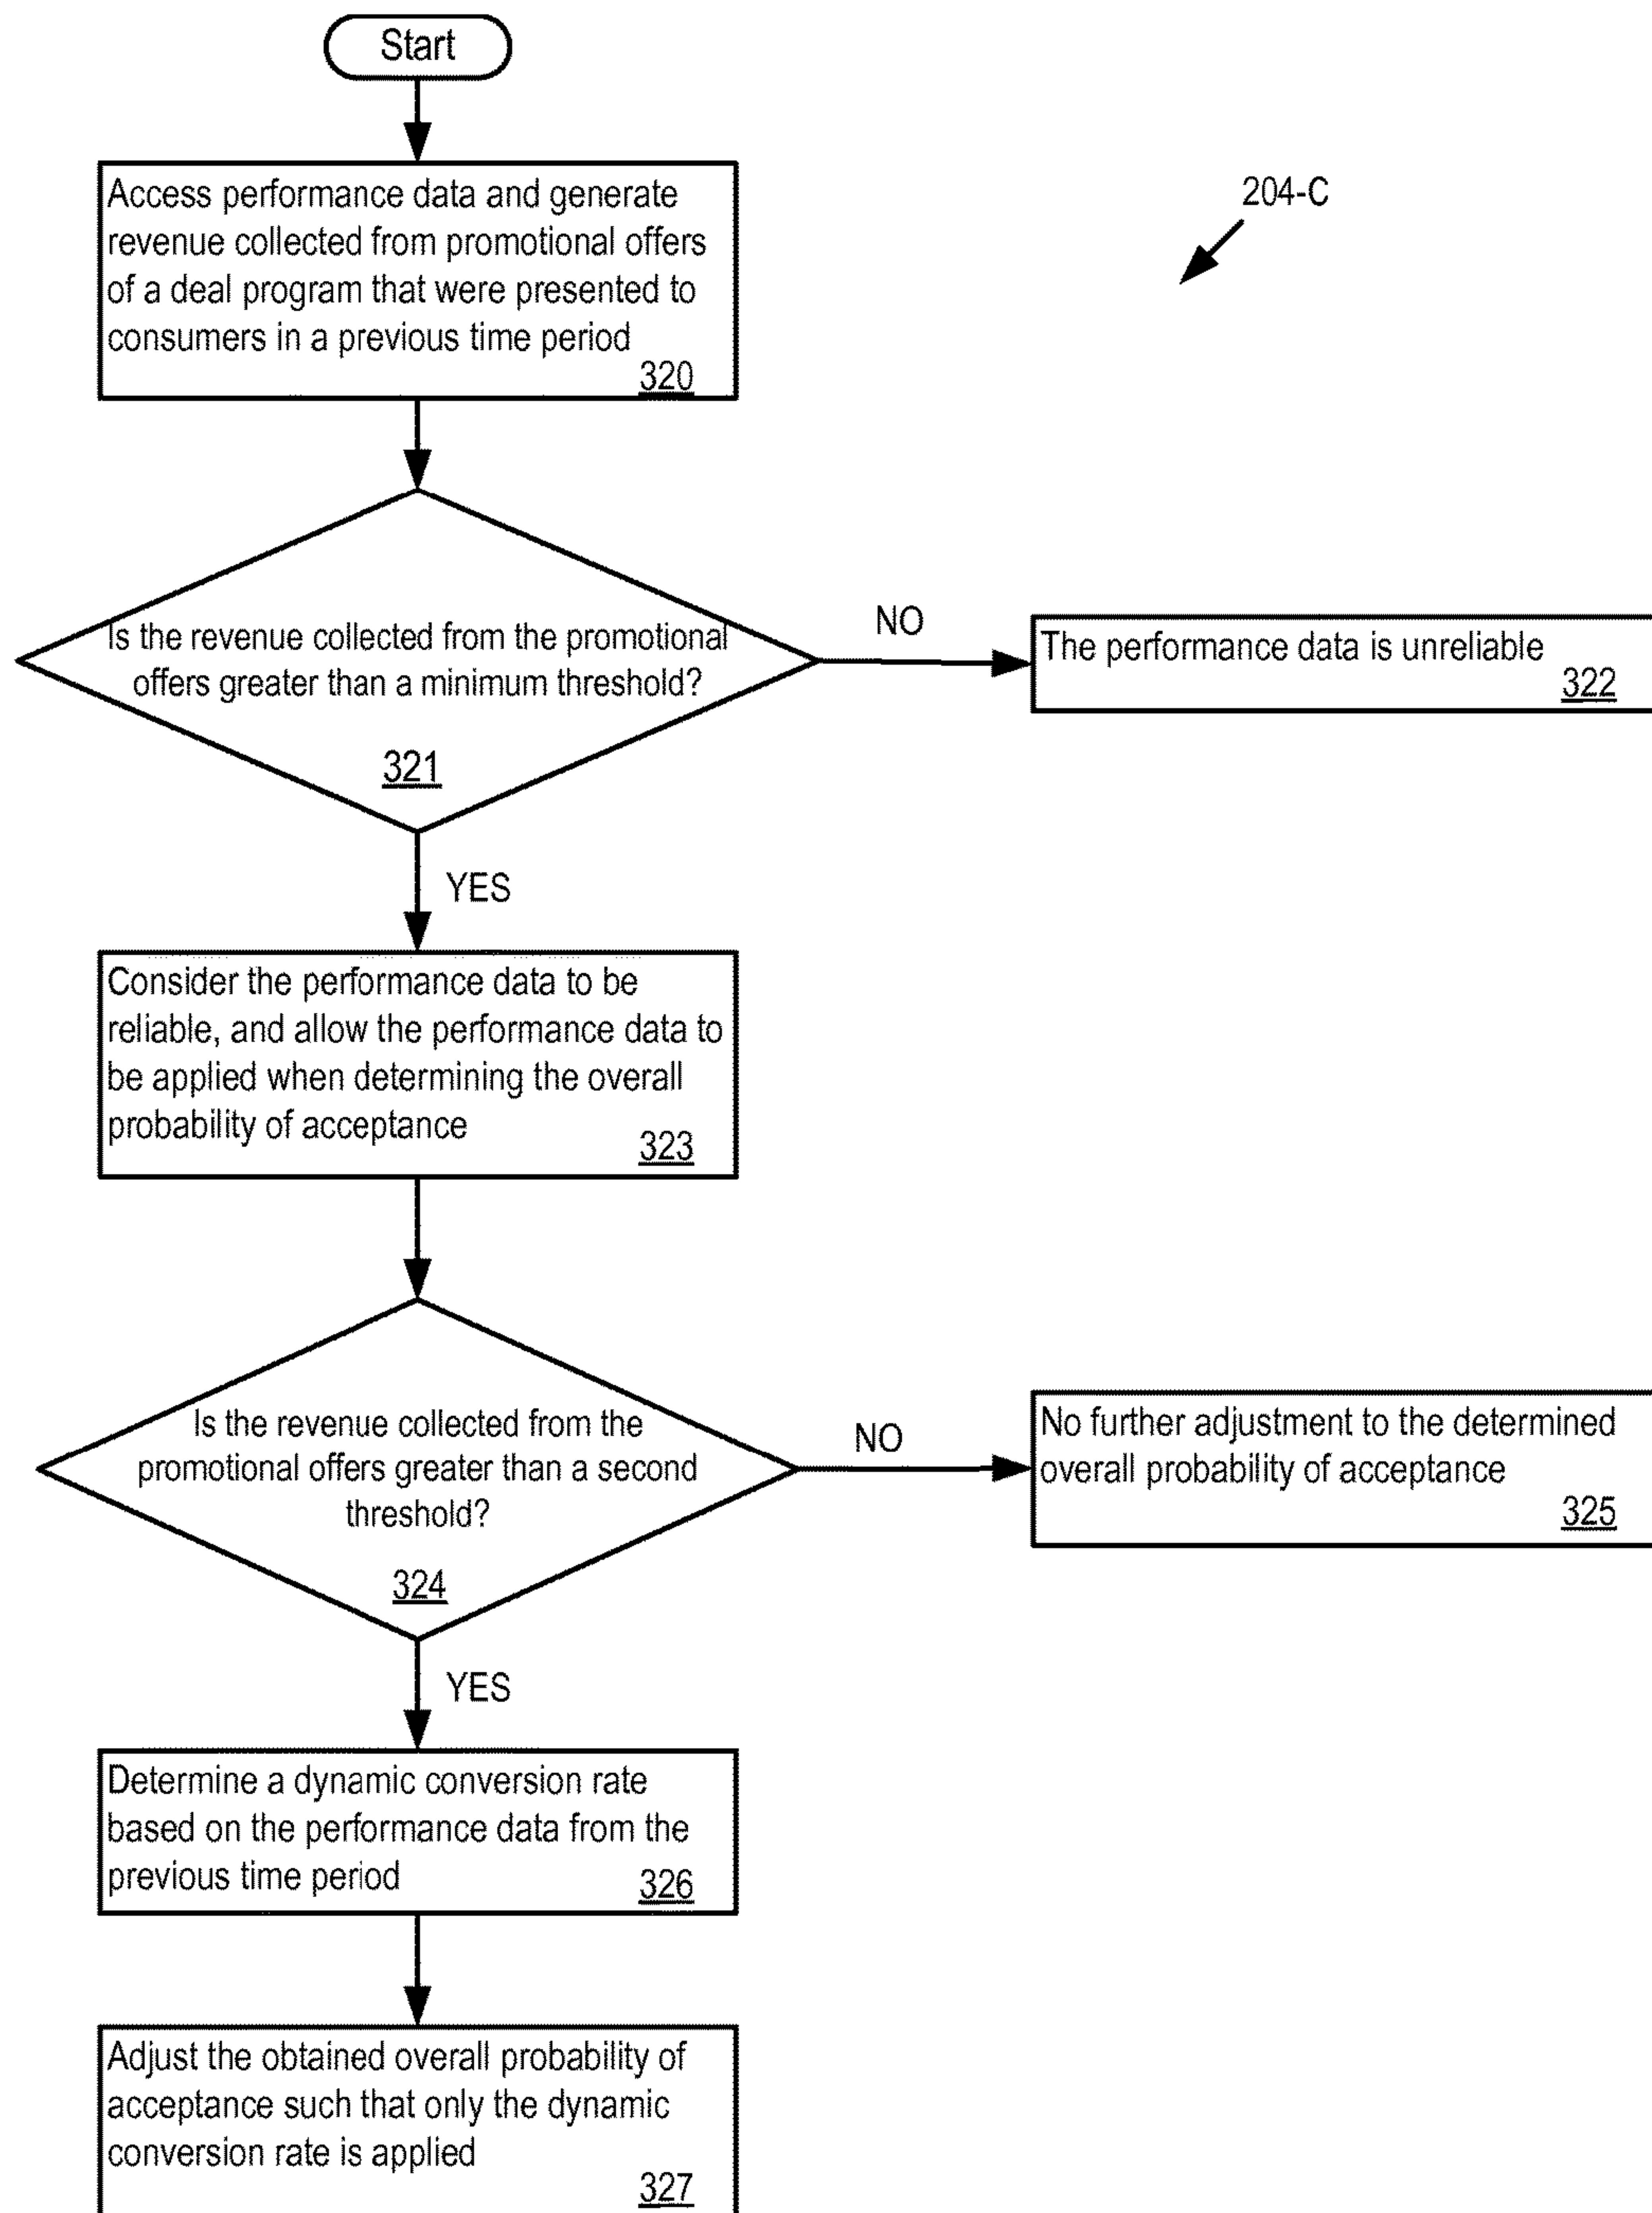 Start
Access performance data and generate
revenue collected from promotional offers
of a deal program that were presented to
consumers in a previous time period
320
204-C
Is the revenue collected from the promotional
offers greater than a minimum threshold?
321
NO
The performance data is unreliable
322
YES
Consider the performance data to be
reliable, and allow the performance data to
be applied when determining the overall
probability of acceptance
323
Is the revenue collected from the
promotional offers greater than a second
threshold?
324
NO
No further adjustment to the determined
overall probability of acceptance
325
YES
Determine a dynamic conversion rate
based on the performance data from the
previous time period
326
Adjust the obtained overall probability of
acceptance such that only the dynamic
conversion rate is applied
327